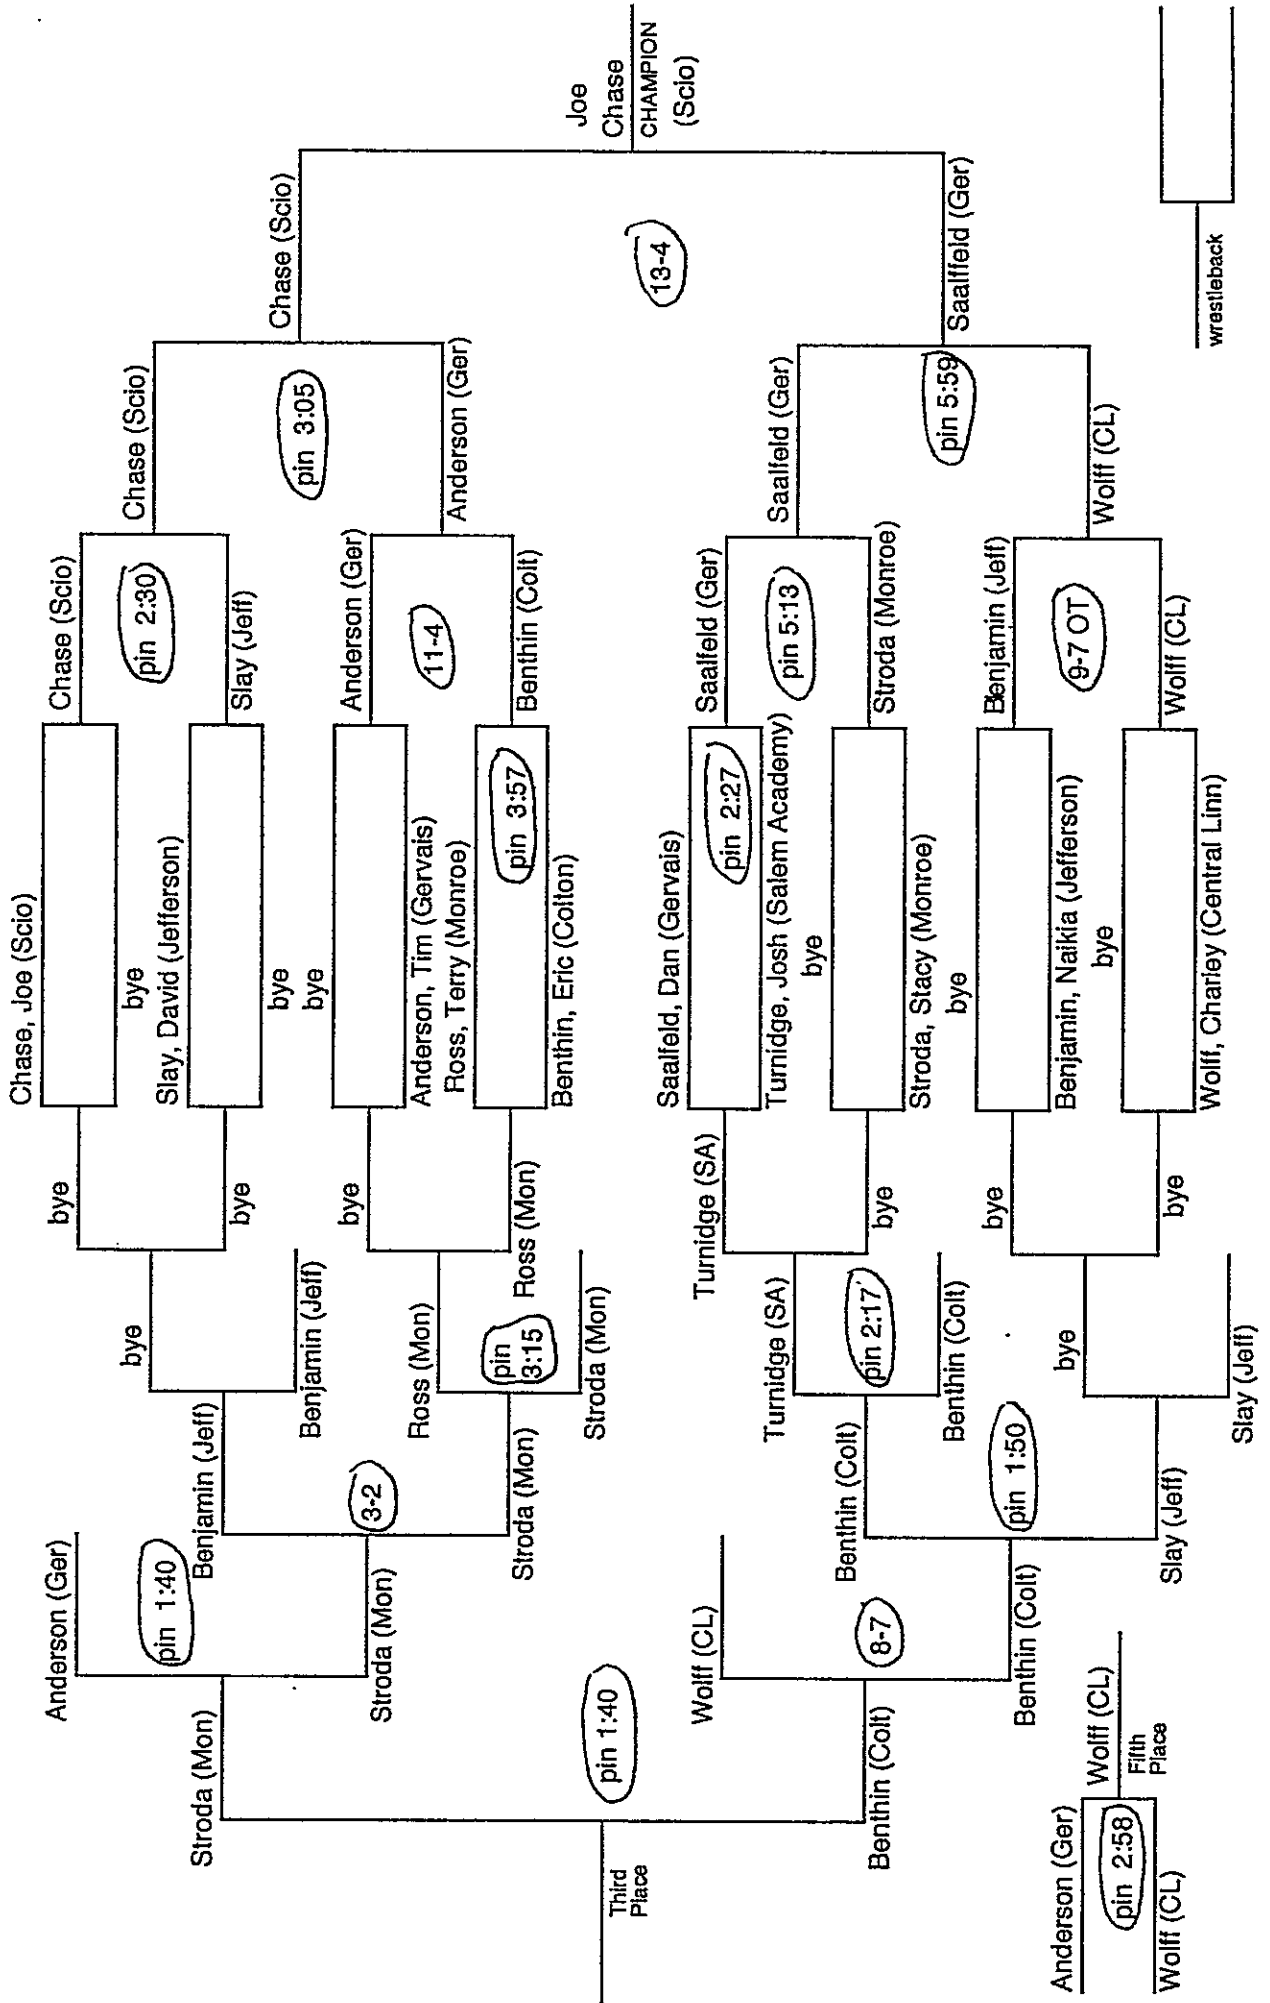 Chase, Joe (Scio)
bye
Slay, David (Jefferson)
bye
bye
Anderson, Tim (Gervais)
Ross, Terry (Monroe)
pin 3:57
Benthin, Eric (Colton)
Saalfeld, Dan (Gervais)
pin 2:27
Turnidge, Josh (Salem Academy)
bye
Stroda, Stacy (Monroe)
bye
Benjamin, Naikia (Jefferson)
bye
Wolff, Charley (Central Linn)
Chase (Scio)
pin 2:30
Slay (Jeff)
Anderson (Ger)
11-4
Benthin (Colt)
Saalfeld (Ger)
pin 5:13
Stroda (Monroe)
Benjamin (Jeff)
9-7 OT
Wolff (CL)
Chase (Scio)
pin 3:05
Anderson (Ger)
Saalfeld (Ger)
pin 5:59
Wolff (CL)
Chase (Scio)
13-4
Saalffeld (Ger)
Joe
Chase
CHAMPION
(Scio)
wrestleback
bye
bye
bye
Ross (Mon)
Turnidge (SA)
bye
bye
bye
bye
Benjamin (Jeff)
Ross (Mon)
pin
3:15
Stroda (Mon)
Turnidge (SA)
pin 2:17
Benthin (Colt)
bye
Slay (Jeff)
Benjamin (Jeff)
3-2
Stroda (Mon)
Benthin (Colt)
pin 1:50
Slay (Jeff)
Anderson (Ger)
pin 1:40
Stroda (Mon)
Wolff (CL)
8-7
Benthin (Colt)
Stroda (Mon)
pin 1:40
Benthin (Colt)
Third
Place
Anderson (Ger)
pin 2:58
Wolff (CL)
Wolff (CL)
Fifth
Place